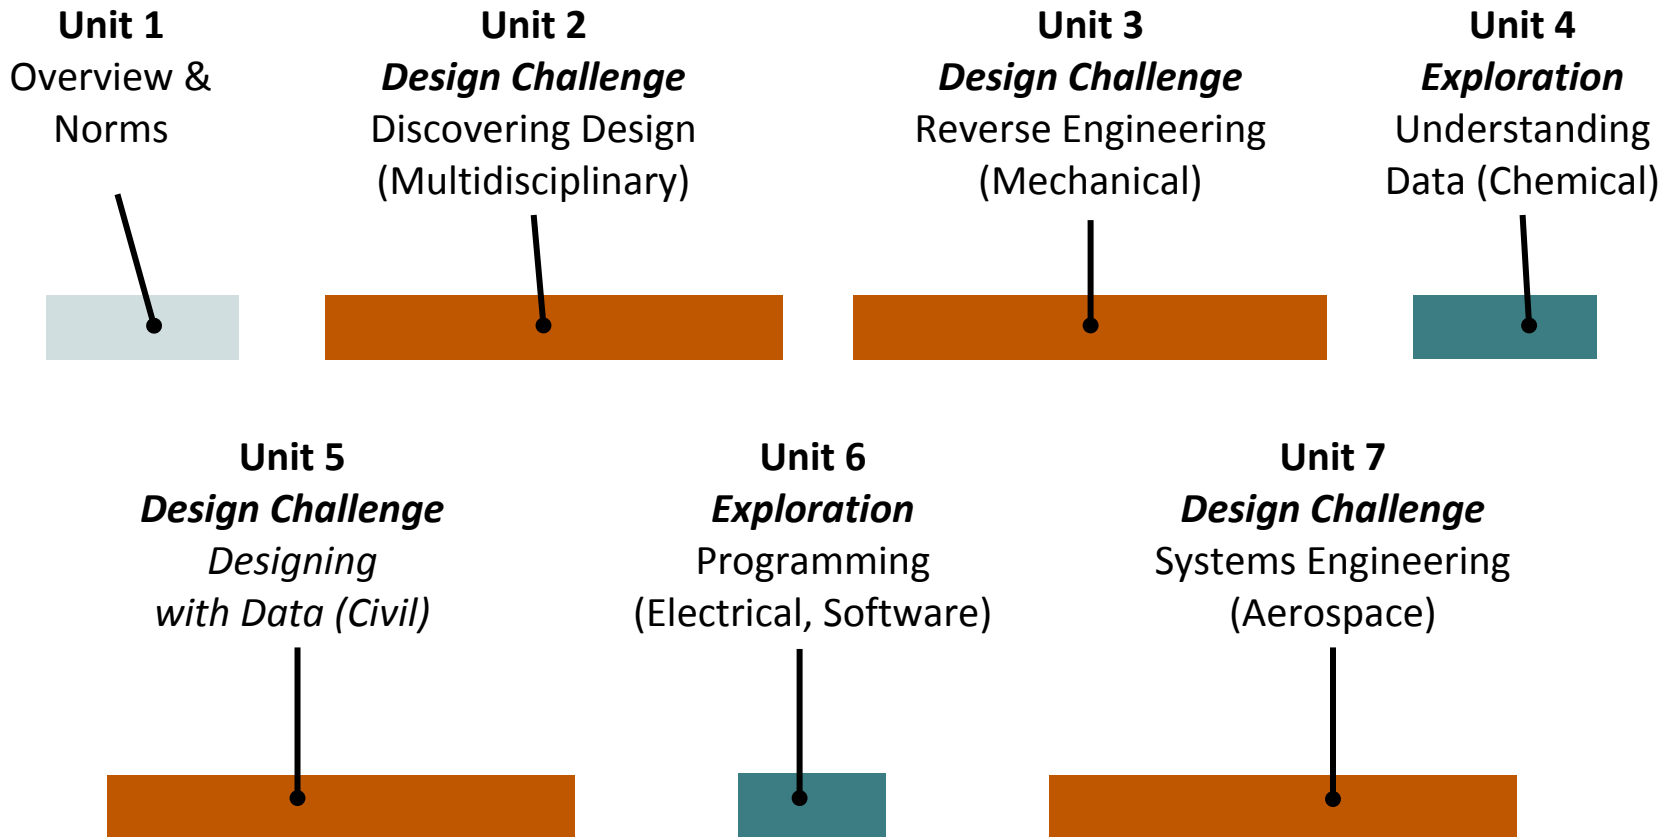 Unit 1
Overview &
Norms
Unit 2
Design Challenge
Discovering Design
(Multidisciplinary)
Unit 3
Design Challenge
Reverse Engineering
(Mechanical)
Unit 4
Exploration
Understanding
Data (Chemical)
Unit 5
Design Challenge
Designing
with Data (Civil)
Unit 6
Exploration
Programming
(Electrical, Software)
Unit 7
Design Challenge
Systems Engineering
(Aerospace)